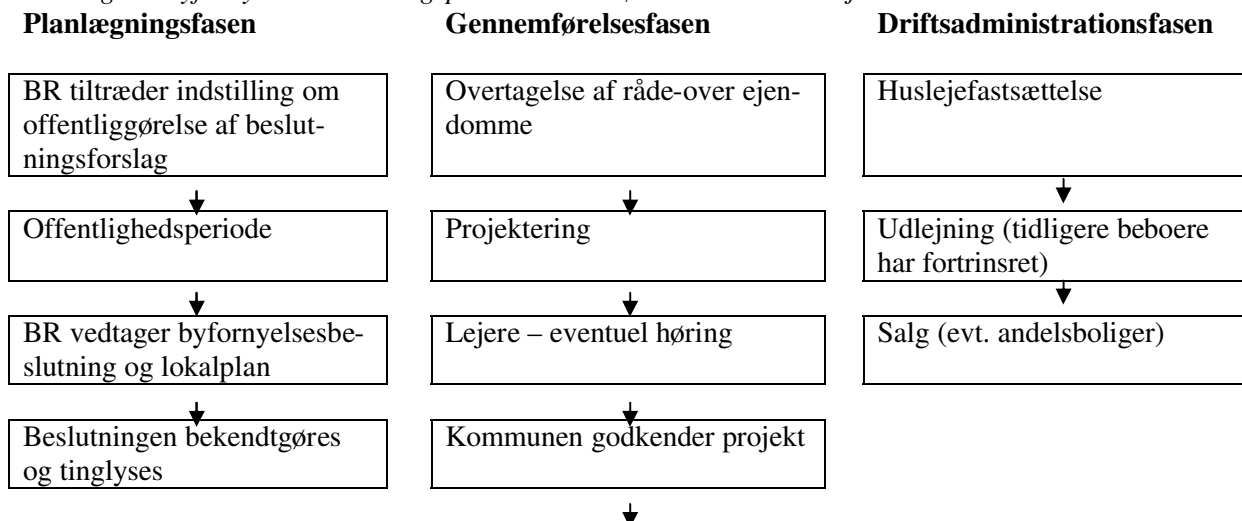 Planlægningsfasen
BR tiltræder indstilling om
offentliggørelse af beslut-
ningsforslag
Offentlighedsperiode
BR vedtager byfornyelsesbe-
slutning og lokalplan
Beslutningen bekendtgøres
og tinglyses
Gennemførelsesfasen
Overtagelse af råde-over ejen-
domme
Projektering
Lejere – eventuel høring
Kommunen godkender projekt
Driftsadministrationsfasen
Huslejefastsættelse
Udlejning (tidligere beboere
har fortrinsret)
Salg (evt. andelsboliger)